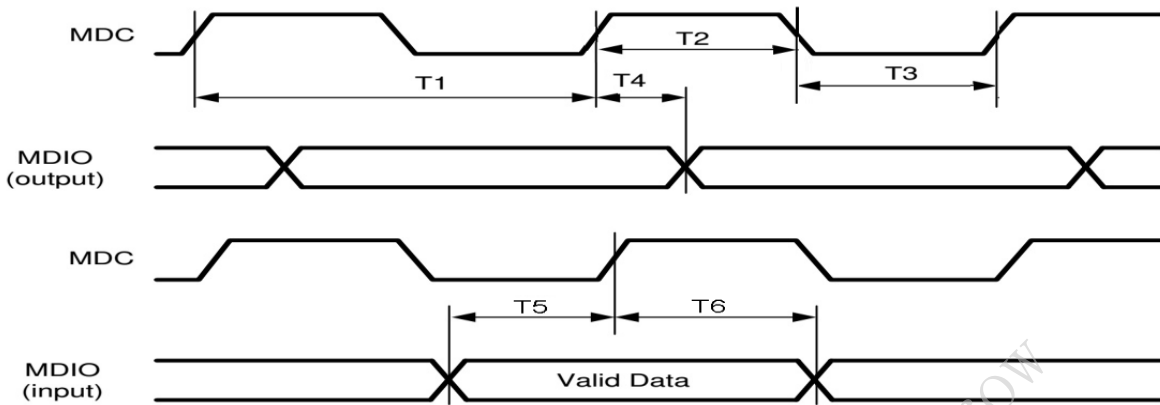 MDC
T1
T2
T3
T4
MDIO
(output)
MDC
T5
T6
MDIO
(input)
Valid Data